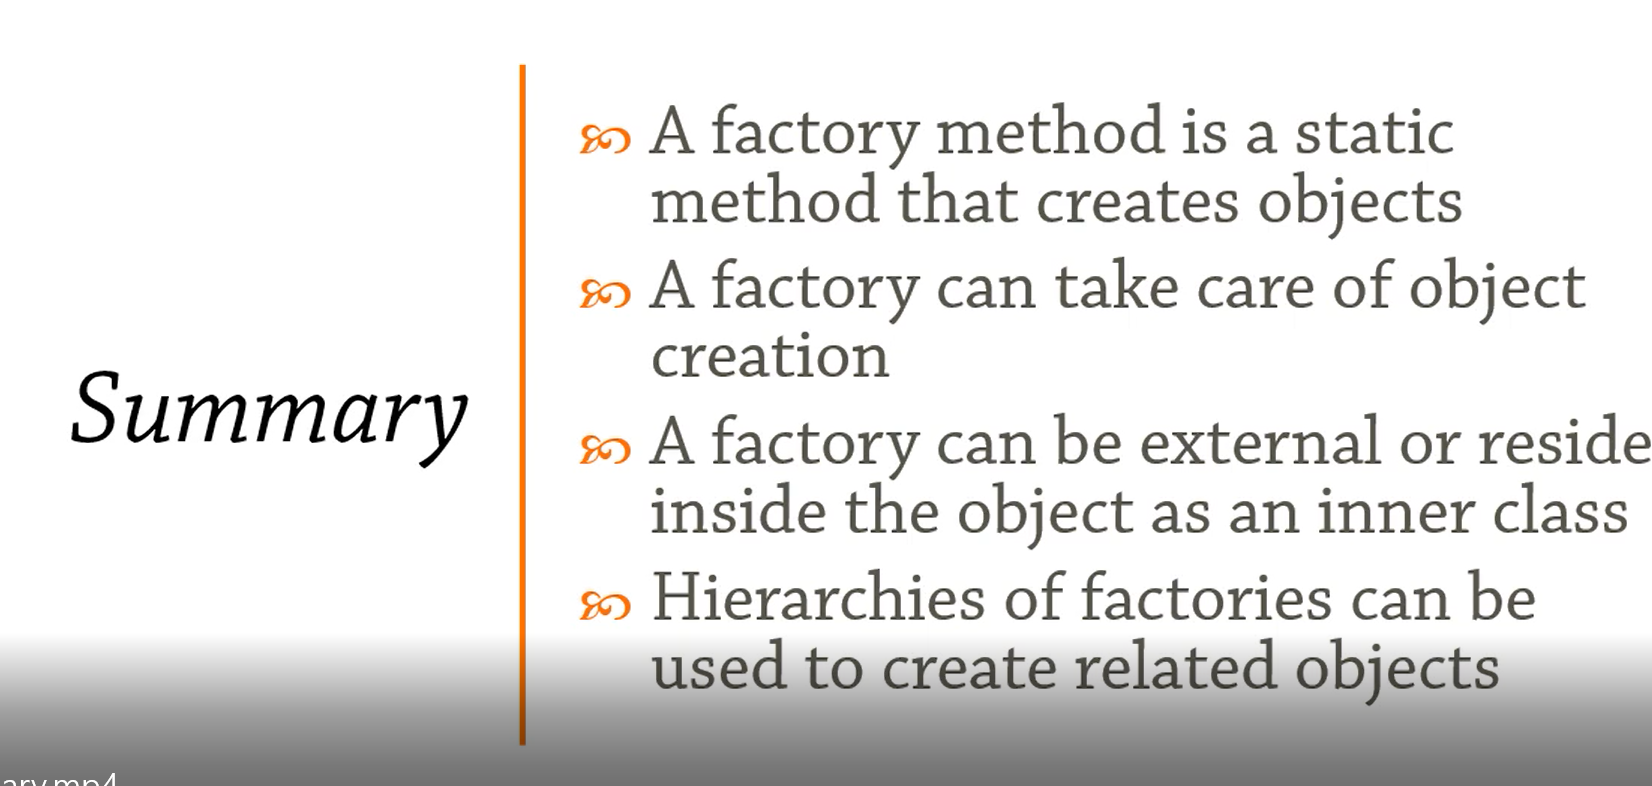 Summary
A factory method is a static
method that creates objects
A factory can take care of object
creation
A factory can be external or reside
inside the object as an inner class
Hierarchies of factories can be
used to create related objects
ary.mp4